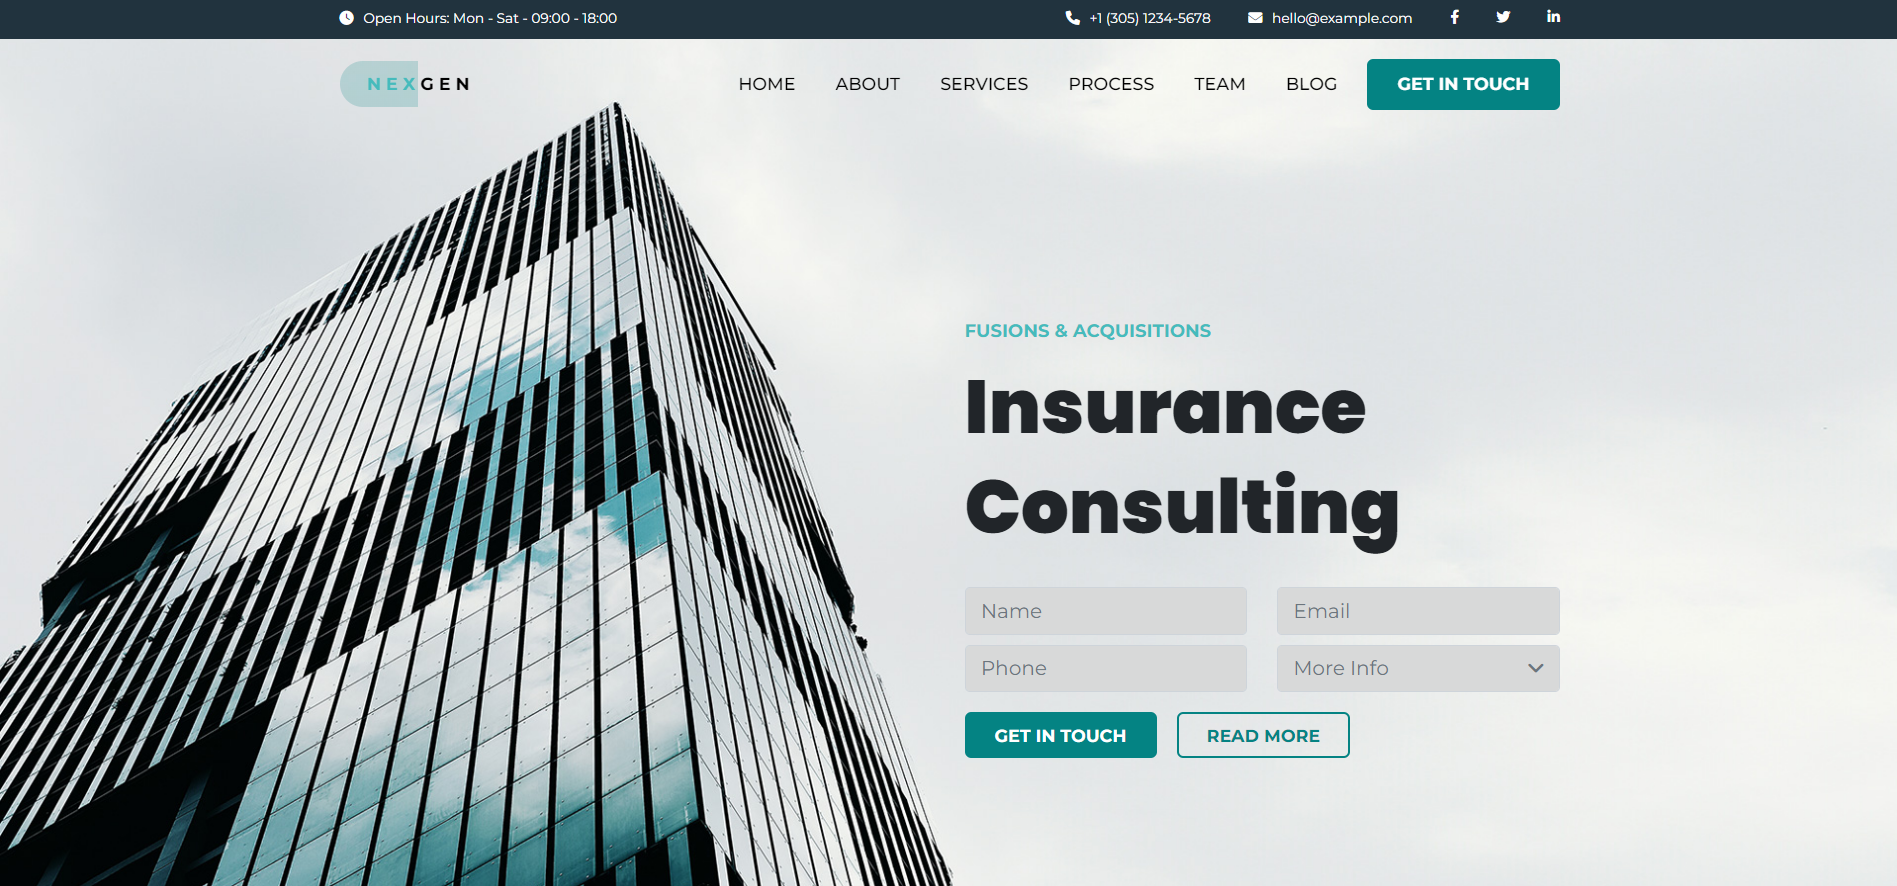 Open Hours: Mon - Sat - 09:00 - 18:00
+1 (305) 1234-5678
hello@example.com
NEXGEN
HOME
ABOUT
SERVICES
PROCESS
TEAM
BLOG
GET IN TOUCH
FUSIONS & ACQUISITIONS
Insurance
Consulting
Name
Email
Phone
More Info
GET IN TOUCH
READ MORE